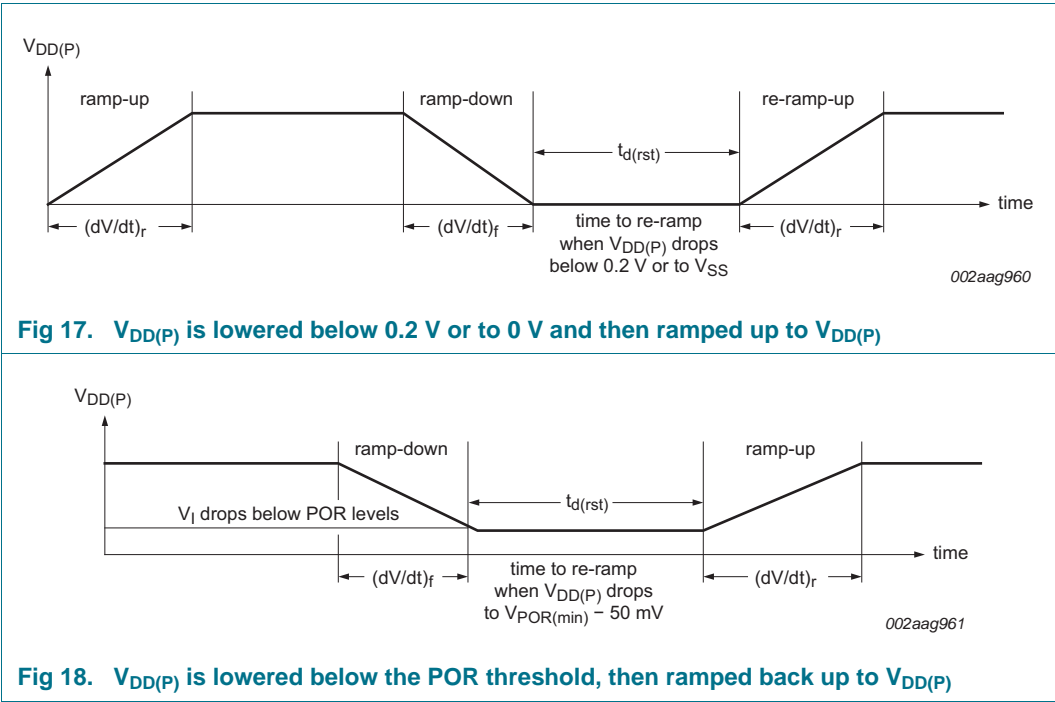 VDD(P)
ramp-up
ramp-down
re-ramp-up
td(rst)
time
(dV/dt)r
(dV/dt)f
time to re-ramp
when VDD(P) drops
below 0.2 V or to VSS
(dV/dt)r
002aag960
Fig 17. VDD(P) is lowered below 0.2 V or to 0 V and then ramped up to VDD(P)
VDD(P)
ramp-down
ramp-up
td(rst)
VI drops below POR levels
time
(dV/dt)f
time to re-ramp
when VDD(P) drops
to VPOR(min) − 50 mV
(dV/dt)r
002aag961
Fig 18. VDD(P) is lowered below the POR threshold, then ramped back up to VDD(P)